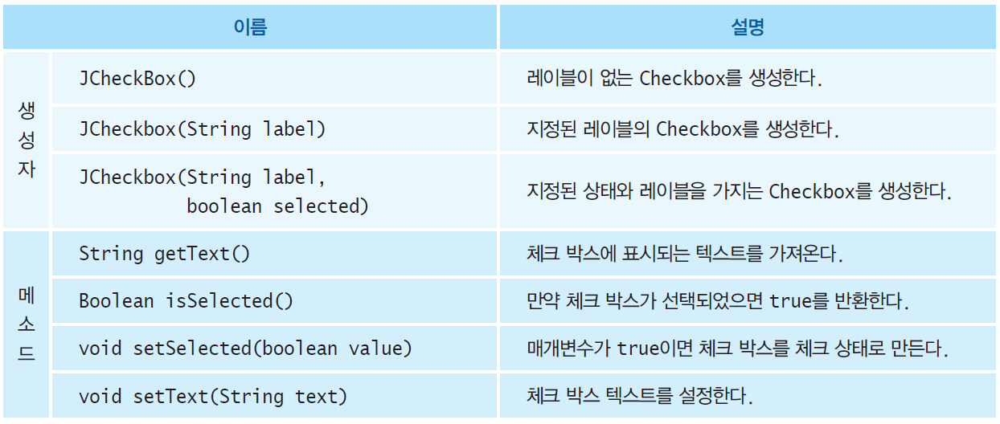 이름 설명
생성자
JCheckBox() 레이블이 없는 Checkbox를 생성한다.
JCheckbox(String label) 지정된 레이블의 Checkbox를 생성한다.
JCheckbox(String label,
boolean selected) 지정된 상태와 레이블을 가지는 Checkbox를 생성한다.
메소드
String getText() 체크 박스에 표시되는 텍스트를 가져온다.
Boolean isSelected() 만약 체크 박스가 선택되었으면 true를 반환한다.
void setSelected(boolean value) 매개변수가 true이면 체크 박스를 체크 상태로 만든다.
void setText(String text) 체크 박스 텍스트를 설정한다.